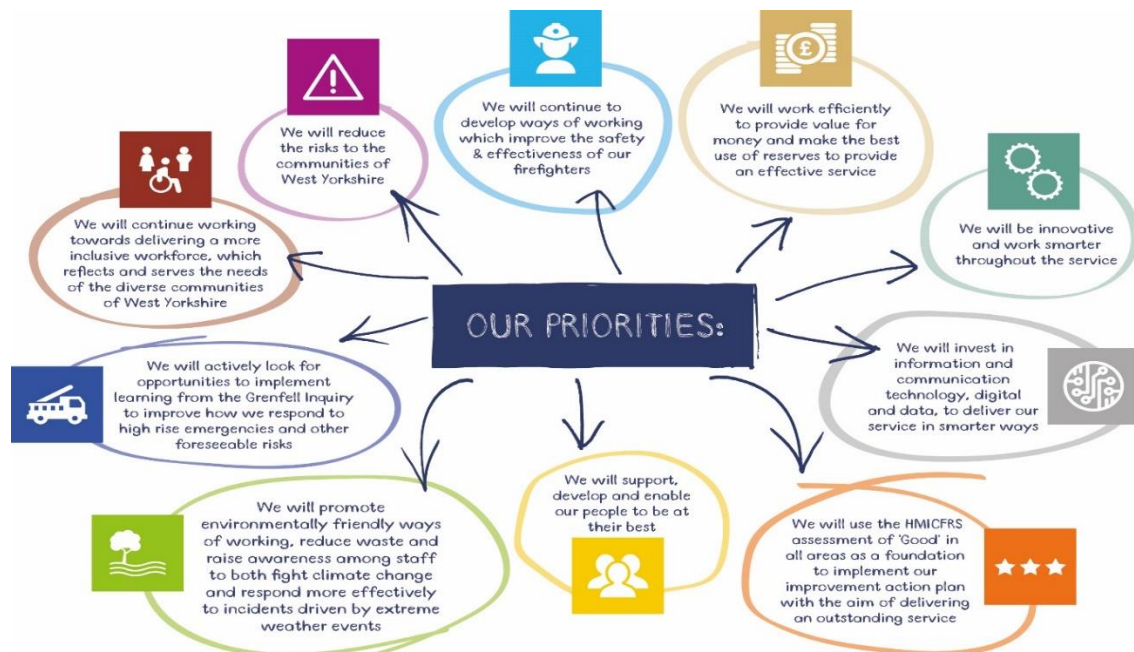 OUR PRIORITIES:
We will reduce
the risks to the
communities of
West Yorkshire
We will continue to
develop ways of working
which improve the safety
& effectiveness of our
firefighters
£
We will work efficiently
to provide value for
money and make the best
use of reserves to provide
an effective service
We will be innovative
and work smarter
throughout the service
We will invest in
information and
communication
technology, digital
and data, to deliver our
service in smarter ways
We will use the HMICFRS
assessment of 'Good' in
all areas as a foundation
to implement our
improvement action plan
with the aim of delivering
an outstanding service
We will support,
develop and enable
our people to be at
their best
We will promote
environmentally friendly ways
of working, reduce waste and
raise awareness among staff
to both fight climate change
and respond more effectively
to incidents driven by extreme
weather events
We will actively look for
opportunities to implement
learning from the Grenfell Inquiry
to improve how we respond to
high rise emergencies and other
foreseeable risks
We will continue working
towards delivering a more
inclusive workforce, which
reflects and serves the needs
of the diverse communities
of West Yorkshire